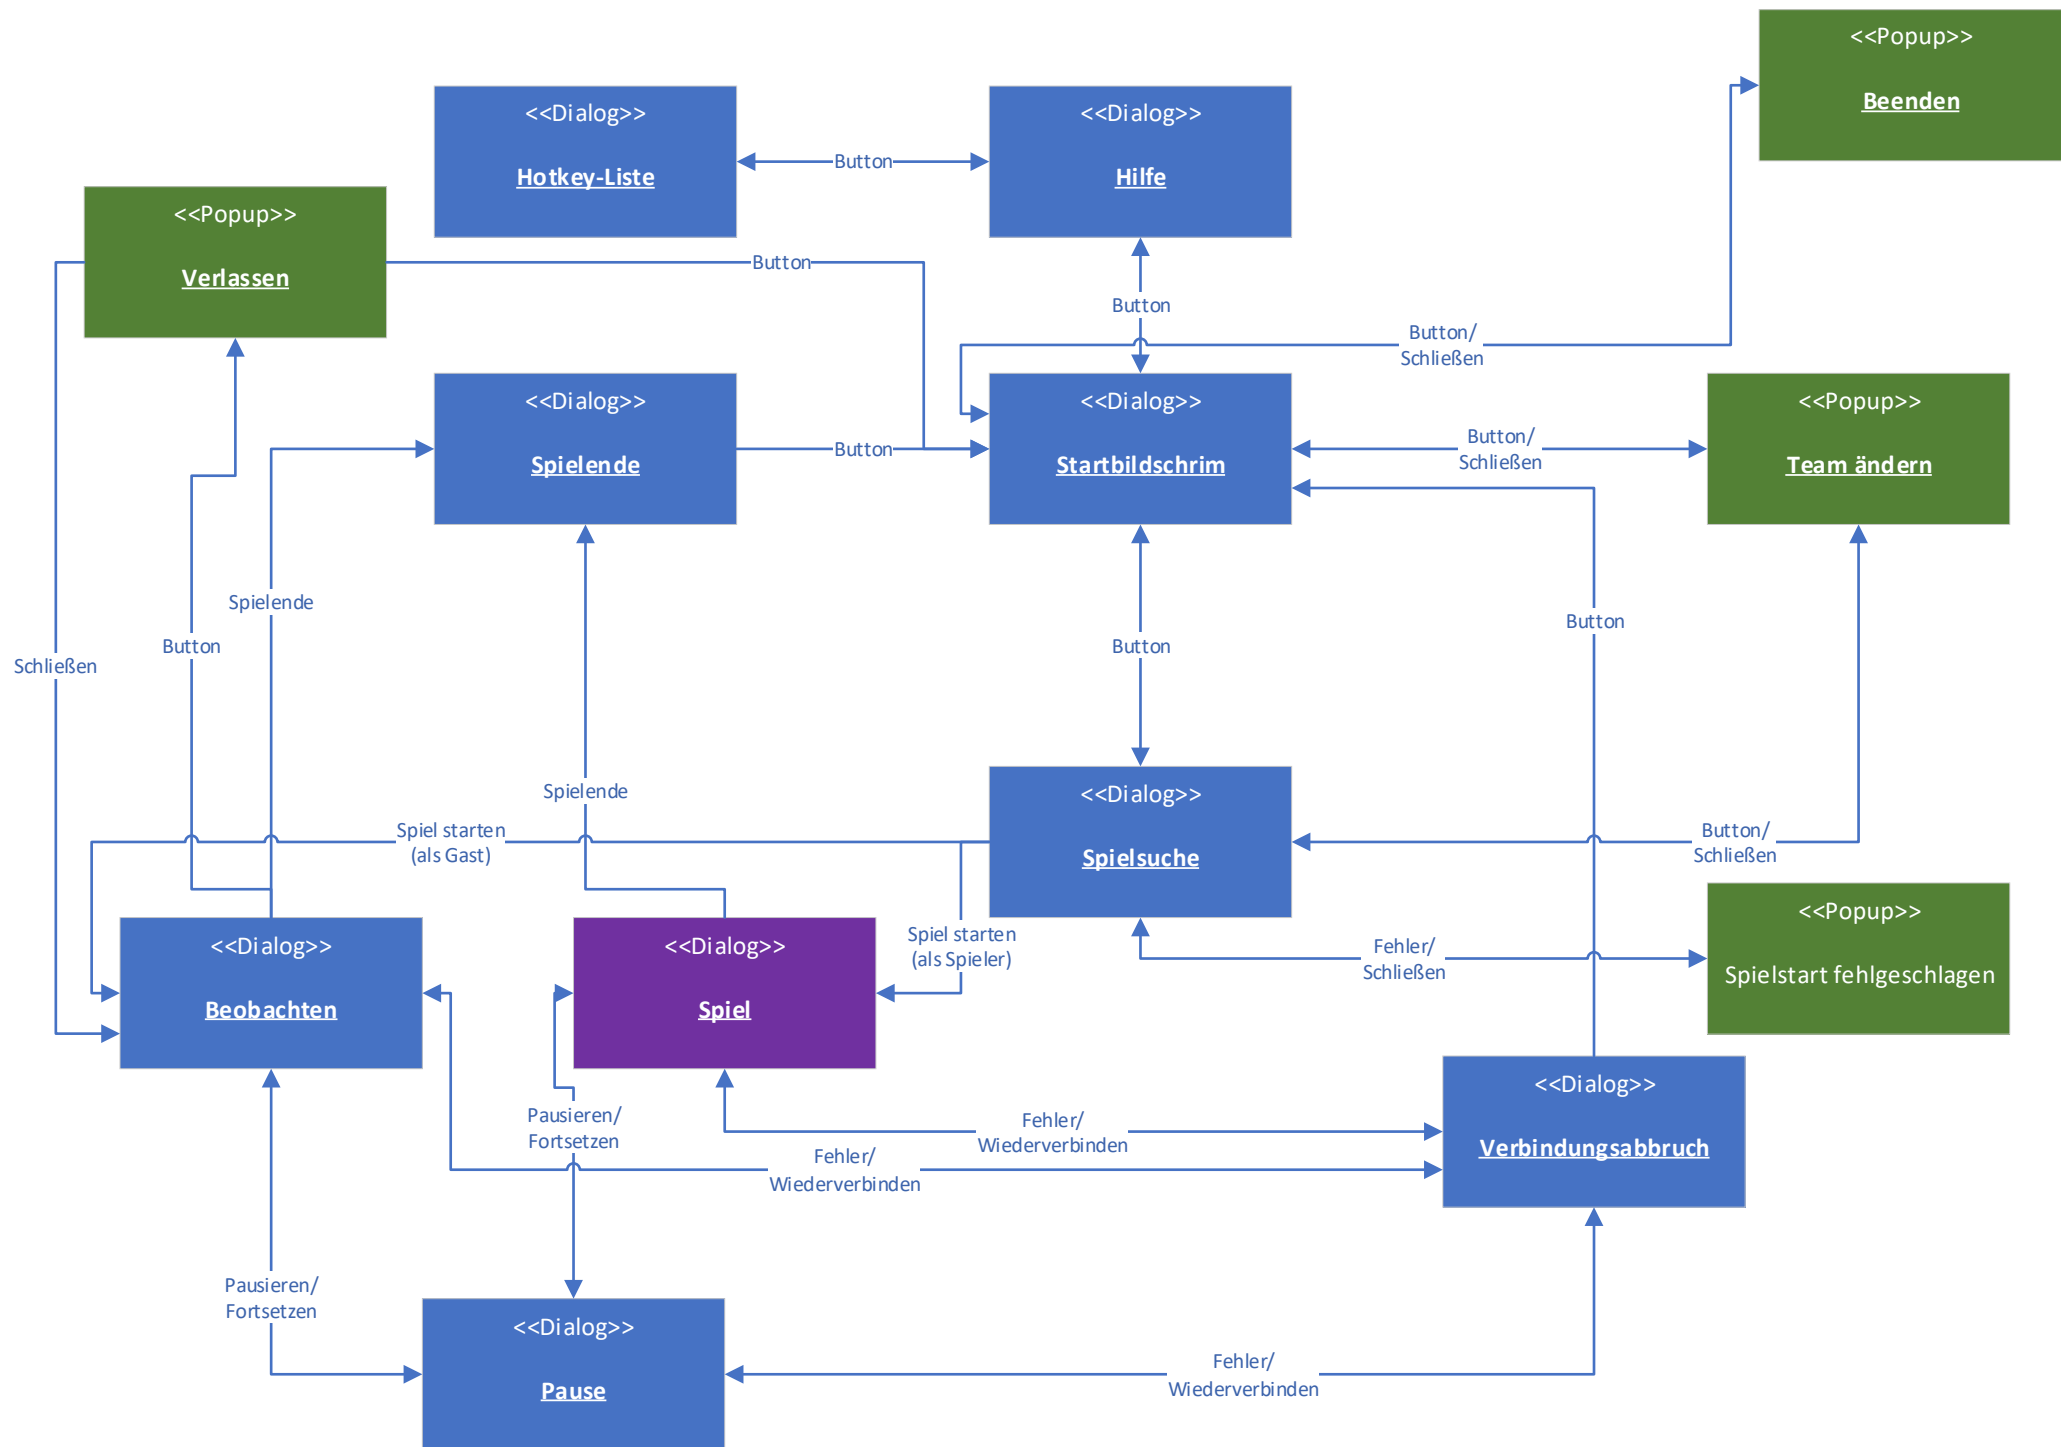 <<Popup>>
Beenden
<<Dialog>>
Hotkey-Liste
Button
<<Dialog>>
Hilfe
<<Popup>>
Verlassen
Button
Button
Button/
Schließen
<<Dialog>>
Spielende
Button
<<Dialog>>
Startbildschrim
Button/
Schließen
<<Popup>>
Team ändern
Spielende
Button
Schließen
Button
Button
Spielende
Spiel starten
(als Gast)
<<Dialog>>
Spielsuche
Button/
Schließen
<<Dialog>>
Beobachten
<<Dialog>>
Spiel
Spiel starten
(als Spieler)
Fehler/
Schließen
<<Popup>>
Spielstart fehlgeschlagen
Pausieren/
Fortsetzen
Fehler/
Wiederverbinden
Fehler/
Wiederverbinden
<<Dialog>>
Verbindungsabbruch
Pausieren/
Fortsetzen
<<Dialog>>
Pause
Fehler/
Wiederverbinden